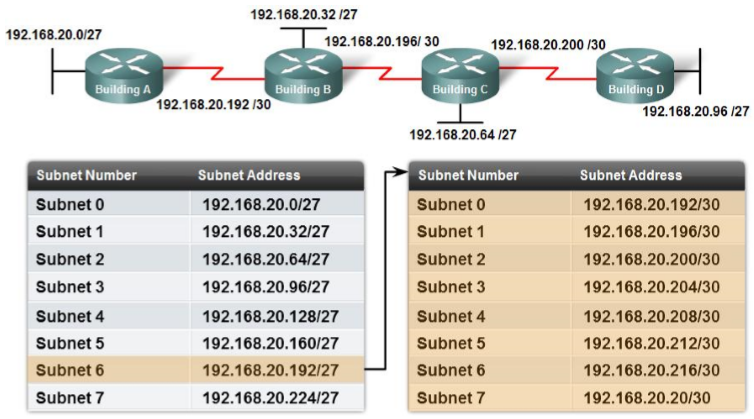 192.168.20.32 /27
192.168.20.0/27
192.168.20.196/ 30
192.168.20.200 /30
Building A
Building B
Building C
Building D
192.168.20.192 /30
192.168.20.96 /27
192.168.20.64 /27
Subnet Number Subnet Address
Subnet 0 192.168.20.0/27
Subnet 1 192.168.20.32/27
Subnet 2 192.168.20.64/27
Subnet 3 192.168.20.96/27
Subnet 4 192.168.20.128/27
Subnet 5 192.168.20.160/27
Subnet 6 192.168.20.192/27
Subnet 7 192.168.20.224/27
Subnet Number Subnet Address
Subnet 0 192.168.20.192/30
Subnet 1 192.168.20.196/30
Subnet 2 192.168.20.200/30
Subnet 3 192.168.20.204/30
Subnet 4 192.168.20.208/30
Subnet 5 192.168.20.212/30
Subnet 6 192.168.20.216/30
Subnet 7 192.168.20.20/30